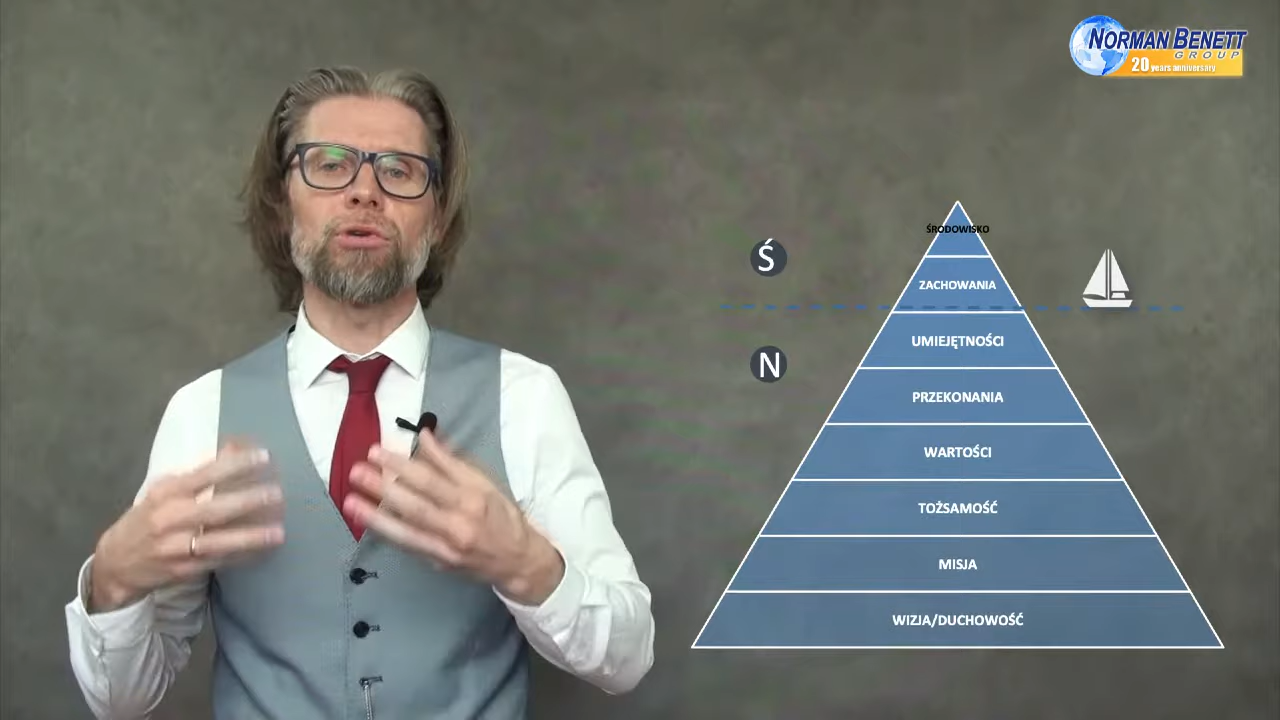 NORMAN BENETT
GROUP
20 years anniversary
ŚRODOWISKO
Ś
ZACHOWANIA
UMIEJĘTNOŚCI
N
PRZEKONANIA
WARTOŚCI
TOŻSAMOŚĆ
MISJA
WIZJA/DUCHOWOŚĆ